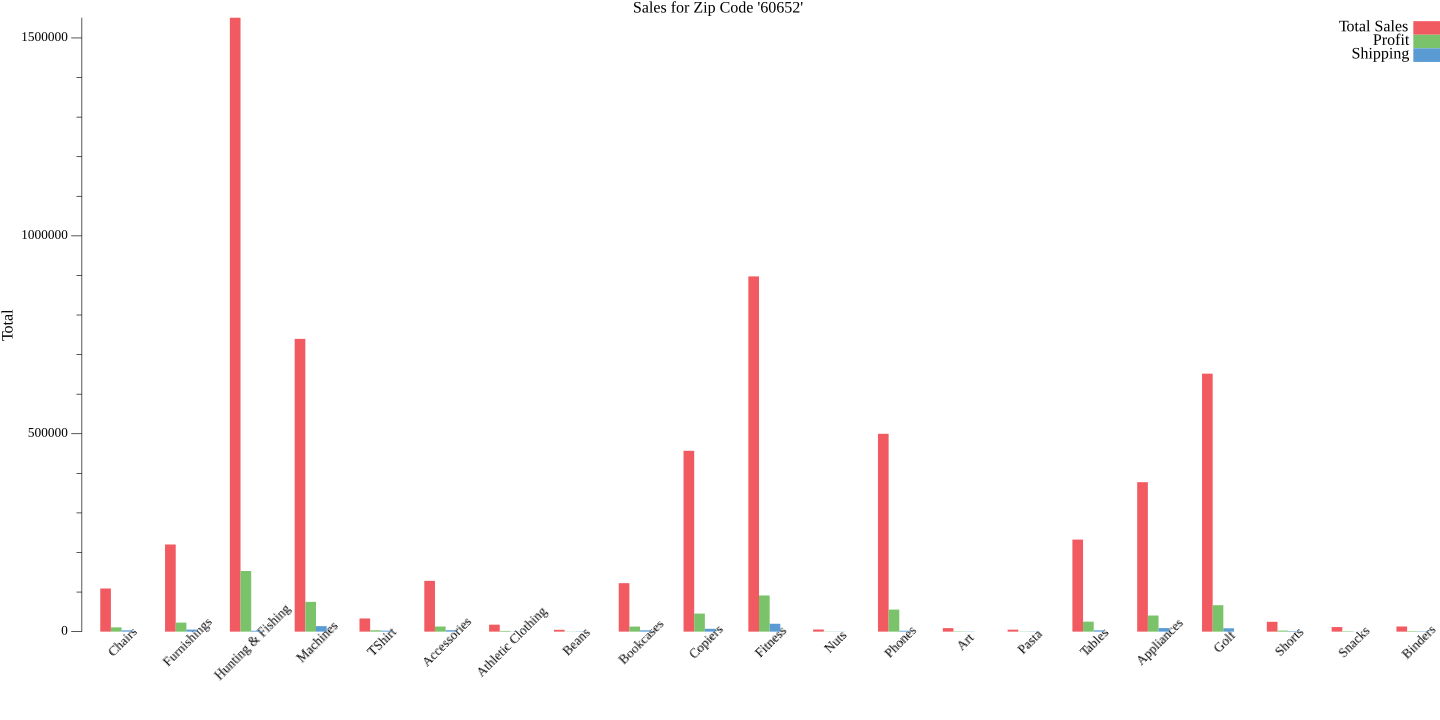 Sales for Zip Code '60652'
Total Sales
Profit
Shipping
1500000
1000000
500000
0
Total
Chairs
Furnishings
Hunting & Fishing
Machines
TShirt
Accessories
Athletic Clothing
Beans
Bookcases
Copiers
Fitness
Nuts
Phones
Art
Pasta
Tables
Appliances
Golf
Shorts
Snacks
Binders